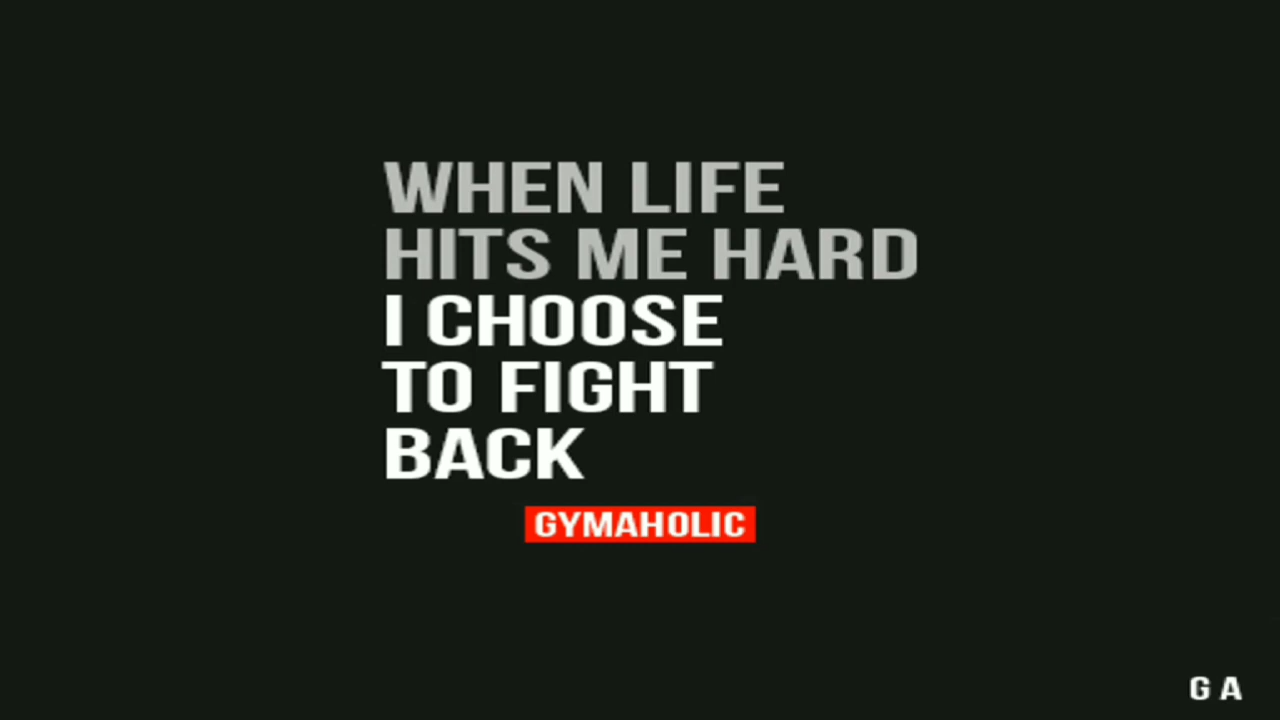 WHEN LIFE
HITS ME HARD
I CHOOSE
TO FIGHT
BACK
GYMAHOLIC
G A